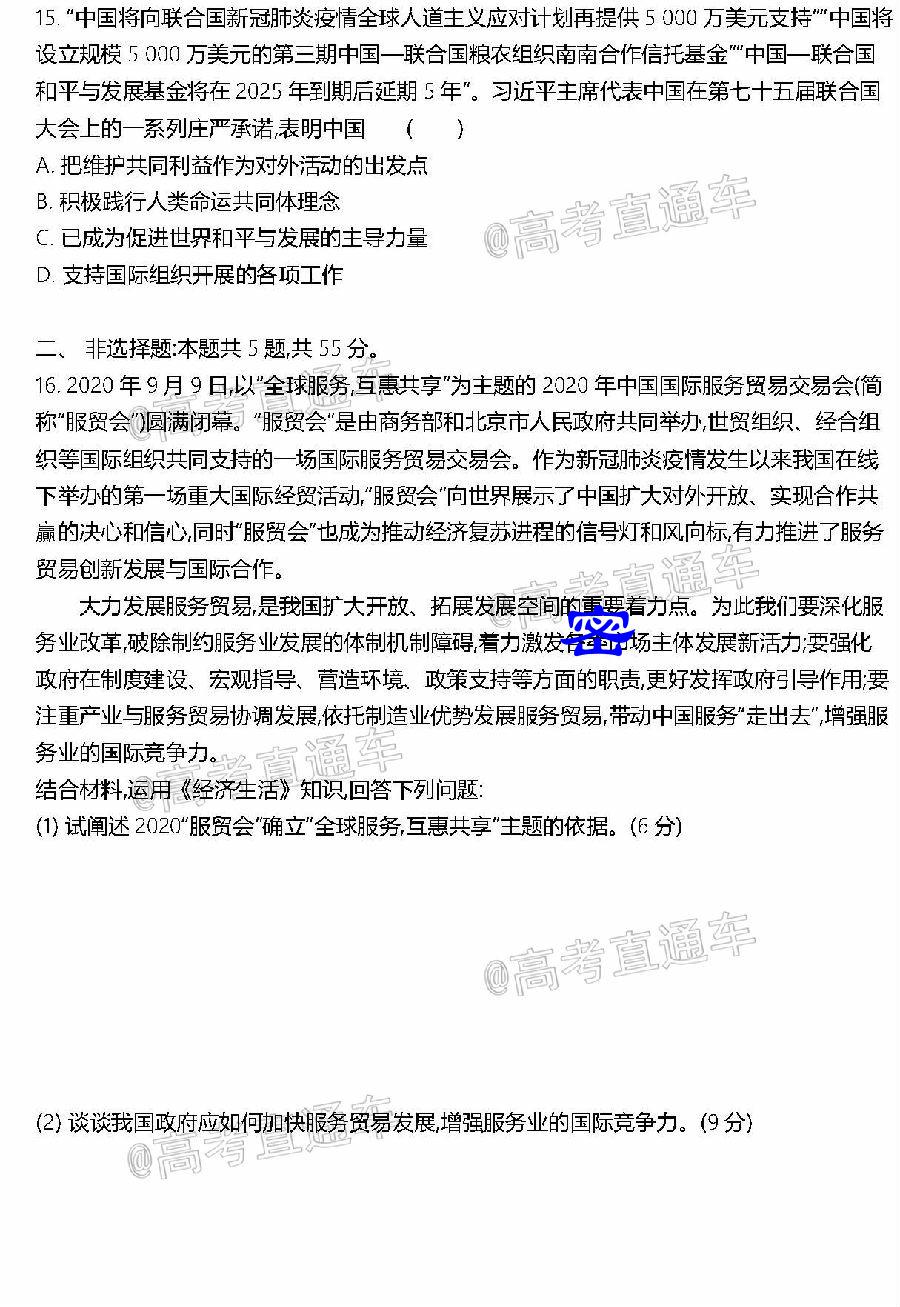 15. “中国将向联合国新冠肺炎疫情全球人道主义应对计划再提供 5 000 万美元支持”“中国将
设立规模 5 000 万美元的第三期中国—联合国粮农组织南南合作信托基金”“中国—联合国
和平与发展基金将在 2025 年到期后延期 5 年”。习近平主席代表中国在第七十五届联合国
大会上的一系列庄严承诺,表明中国 ( )
A. 把维护共同利益作为对外活动的出发点
B. 积极践行人类命运共同体理念
@高考直通车
C. 已成为促进世界和平与发展的主导力量
D. 支持国际组织开展的各项工作
二、 非选择题:本题共 5 题,共 55 分。
16. 2020 年 9 月 9 日,以“全球服务,互惠共享”为主题的 2020 年中国国际服务贸易交易会(简
@高考直通车
称“服贸会”)圆满闭幕。“服贸会”是由商务部和北京市人民政府共同举办,世贸组织、经合组
织等国际组织共同支持的一场国际服务贸易交易会。作为新冠肺炎疫情发生以来我国在线
下举办的第一场重大国际经贸活动,“服贸会”向世界展示了中国扩大对外开放、实现合作共
赢的决心和信心,同时“服贸会”也成为推动经济复苏进程的信号灯和风向标,有力推进了服务
贸易创新发展与国际合作。
@高考直通车
大力发展服务贸易,是我国扩大开放、拓展发展空间的重要着力点。为此我们要深化服
务业改革,破除制约服务业发展的体制机制障碍,着力激发 场主体发展新活力;要强化
密
政府在制度建设、宏观指导、营造环境、政策支持等方面的职责,更好发挥政府引导作用;要
注重产业与服务贸易协调发展,依托制造业优势发展服务贸易,带动中国服务“走出去”,增强服
务业的国际竞争力。
@高考直通车
结合材料,运用《经济生活》知识,回答下列问题:
(1) 试阐述 2020“服贸会”确立“全球服务,互惠共享”主题的依据。(6 分)
@高考直通车
(2) 谈谈我国政府应如何加快服务贸易发展,增强服务业的国际竞争力。(9 分)
@高考直通车